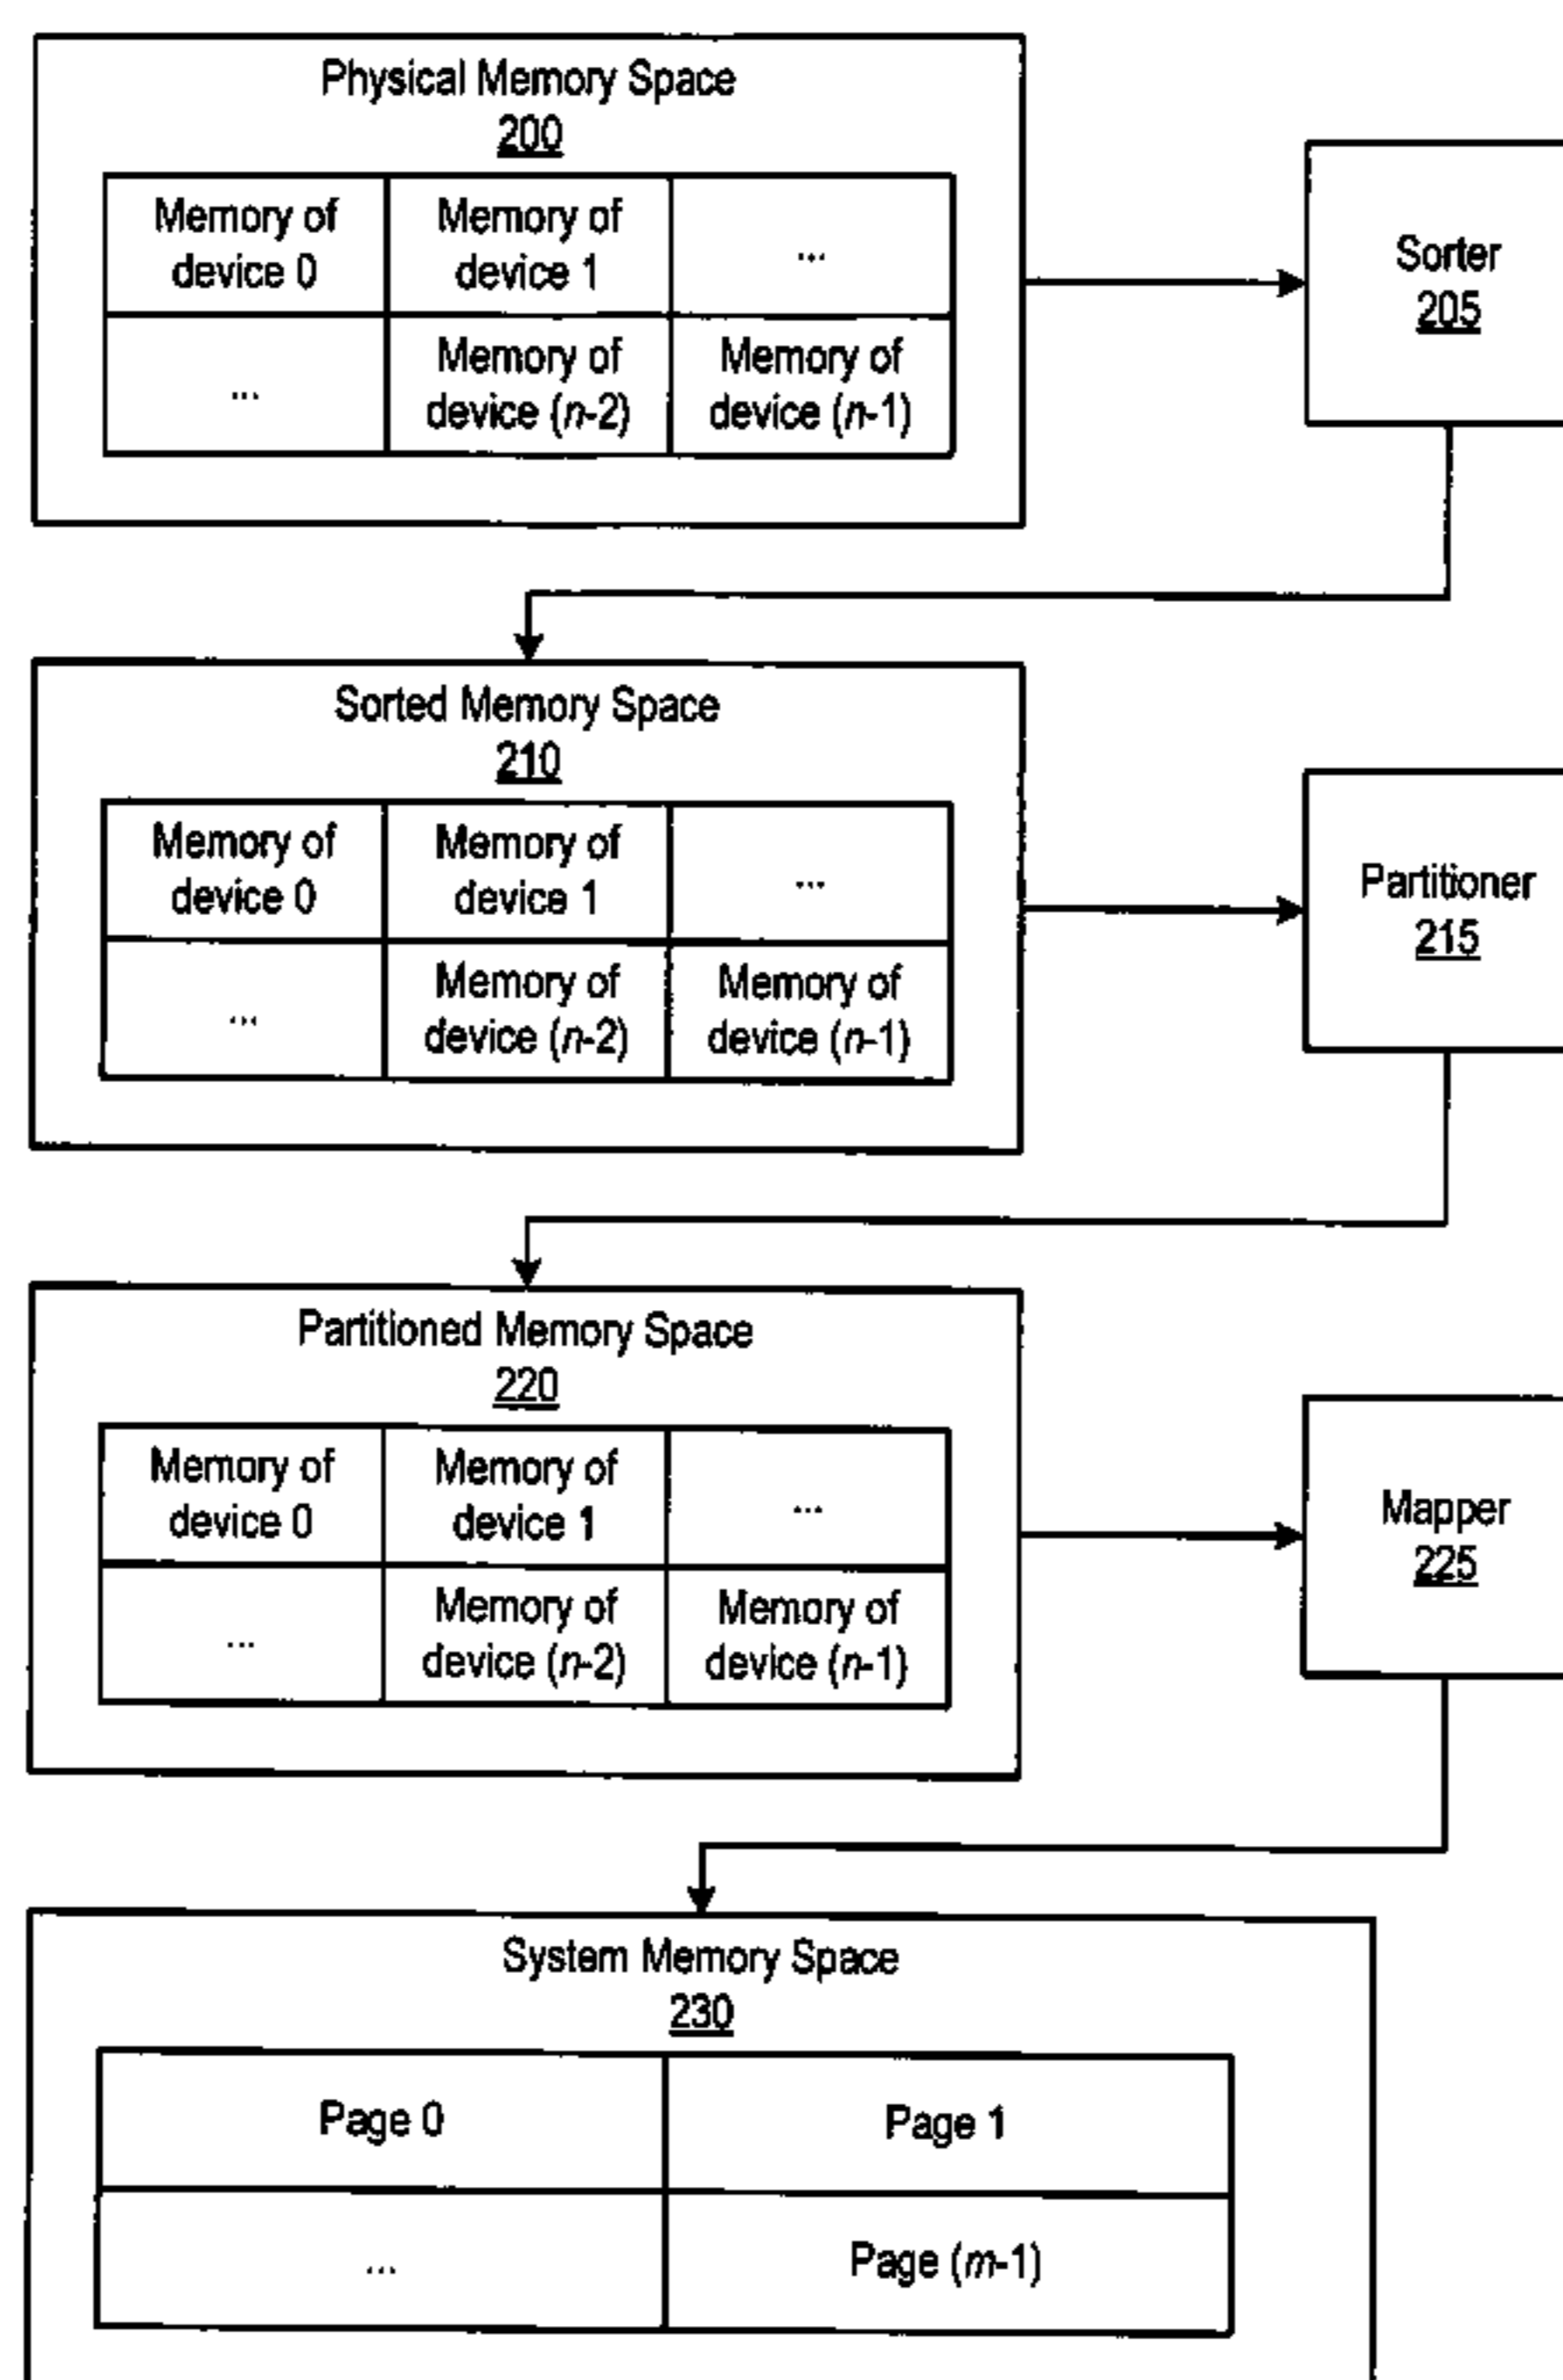 Physical Memory Space
200
Memory of
device 0
Memory of
device 1
...
...
Memory of
device (n-2)
Memory of
device (n-1)
Sorter
205
Sorted Memory Space
210
Memory of
device 0
Memory of
device 1
...
...
Memory of
device (n-2)
Memory of
device (n-1)
Partitioner
215
Partitioned Memory Space
220
Memory of
device 0
Memory of
device 1
...
...
Memory of
device (n-2)
Memory of
device (n-1)
Mapper
225
System Memory Space
230
Page 0
Page 1
...
Page (m-1)